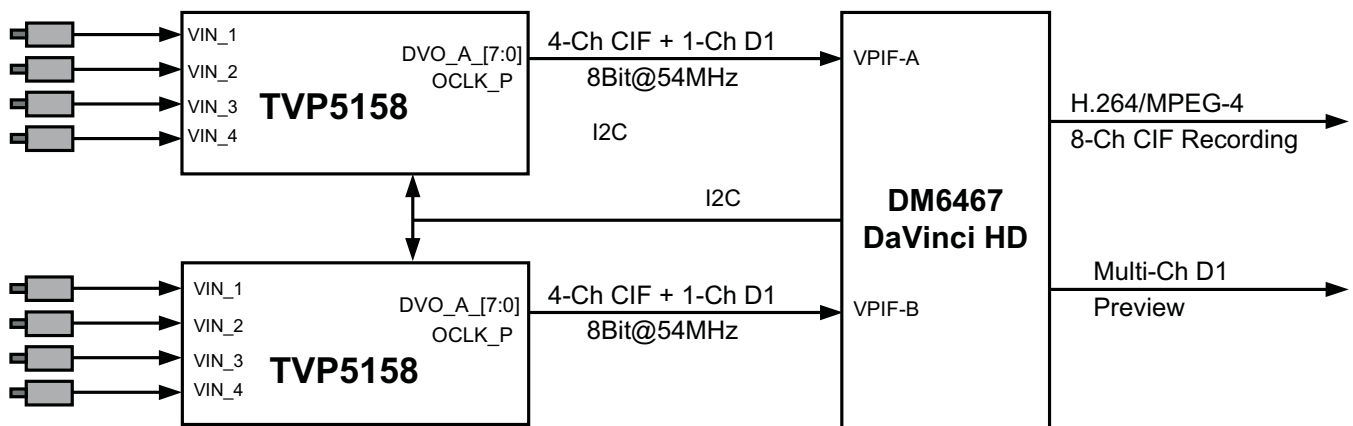 VIN_1
VIN_2
VIN_3
VIN_4
DVO_A_[7:0]
OCLK_P
TVP5158
4-Ch CIF + 1-Ch D1
8Bit@54MHz
I2C
VPIF-A
H.264/MPEG-4
8-Ch CIF Recording
I2C
DM6467
DaVinci HD
VIN_1
VIN_2
VIN_3
VIN_4
DVO_A_[7:0]
OCLK_P
TVP5158
4-Ch CIF + 1-Ch D1
8Bit@54MHz
VPIF-B
Multi-Ch D1
Preview